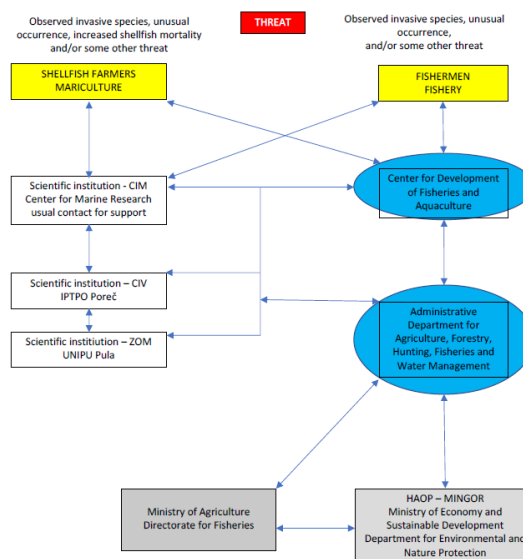 Observed invasive species, unusual
occurrence, increased shellfish mortality
and/or some other threat
THREAT
Observed invasive species, unusual
occurrence,
and/or some other threat
SHELLFISH FARMERS
MARICULTURE
FISHERMEN
FISHERY
Scientific institution - CIM
Center for Marine Research
usual contact for support
Center for Development
of Fisheries and
Aquaculture
Scientific institution – CIV
IPTPO Poreč
Scientific instiitution – ZOM
UNIPU Pula
Administrative
Department for
Agriculture, Forestry,
Hunting, Fisheries and
Water Management
Ministry of Agriculture
Directorate for Fisheries
HAOP – MINGOR
Ministry of Economy and
Sustainable Development
Department for Environmental and
Nature Protection